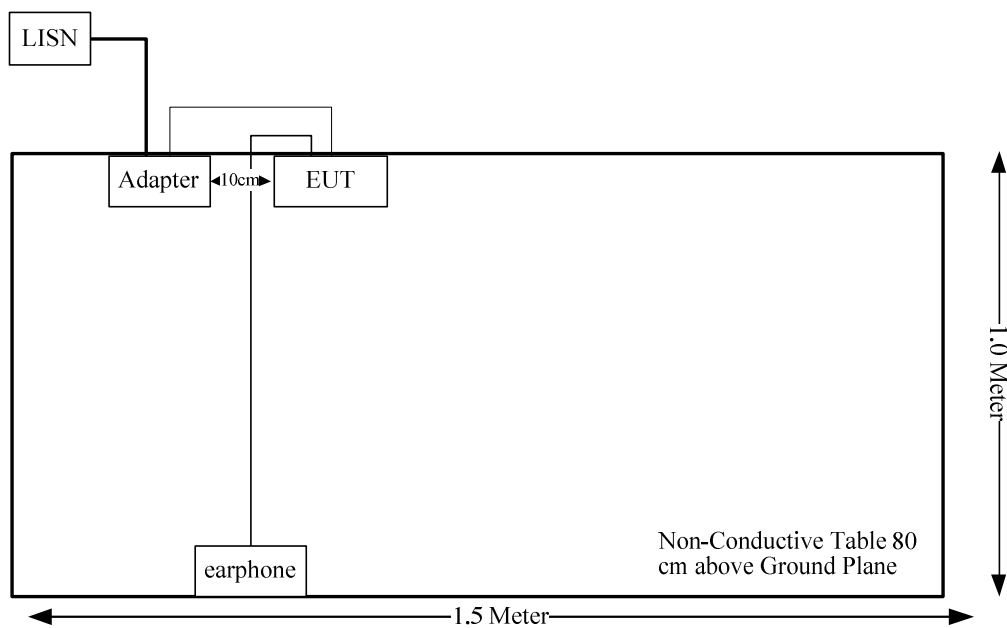 LISN
Adapter
10cm
EUT
1.0 Meter
earphone
Non-Conductive Table 80
cm above Ground Plane
1.5 Meter